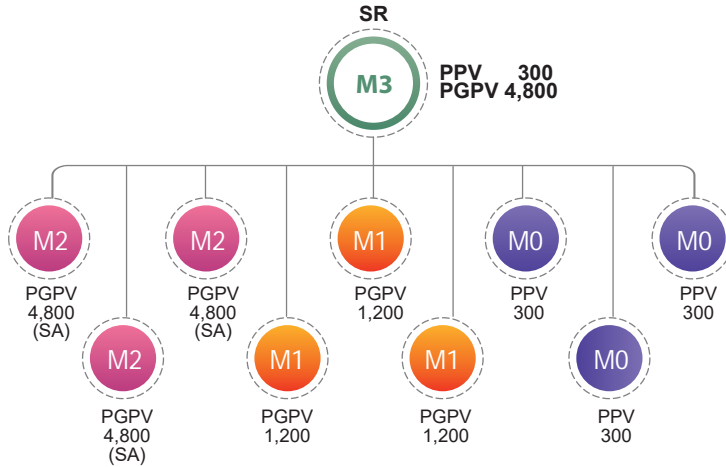 SR
M3
PPV 300
PGPV 4,800
M2
M2
M1
M0
M0
PGPV
4,800
(SA)
PGPV
4,800
(SA)
PGPV
1,200
PPV
300
PPV
300
M2
M1
M1
M0
PGPV
4,800
(SA)
PGPV
1,200
PGPV
1,200
PPV
300